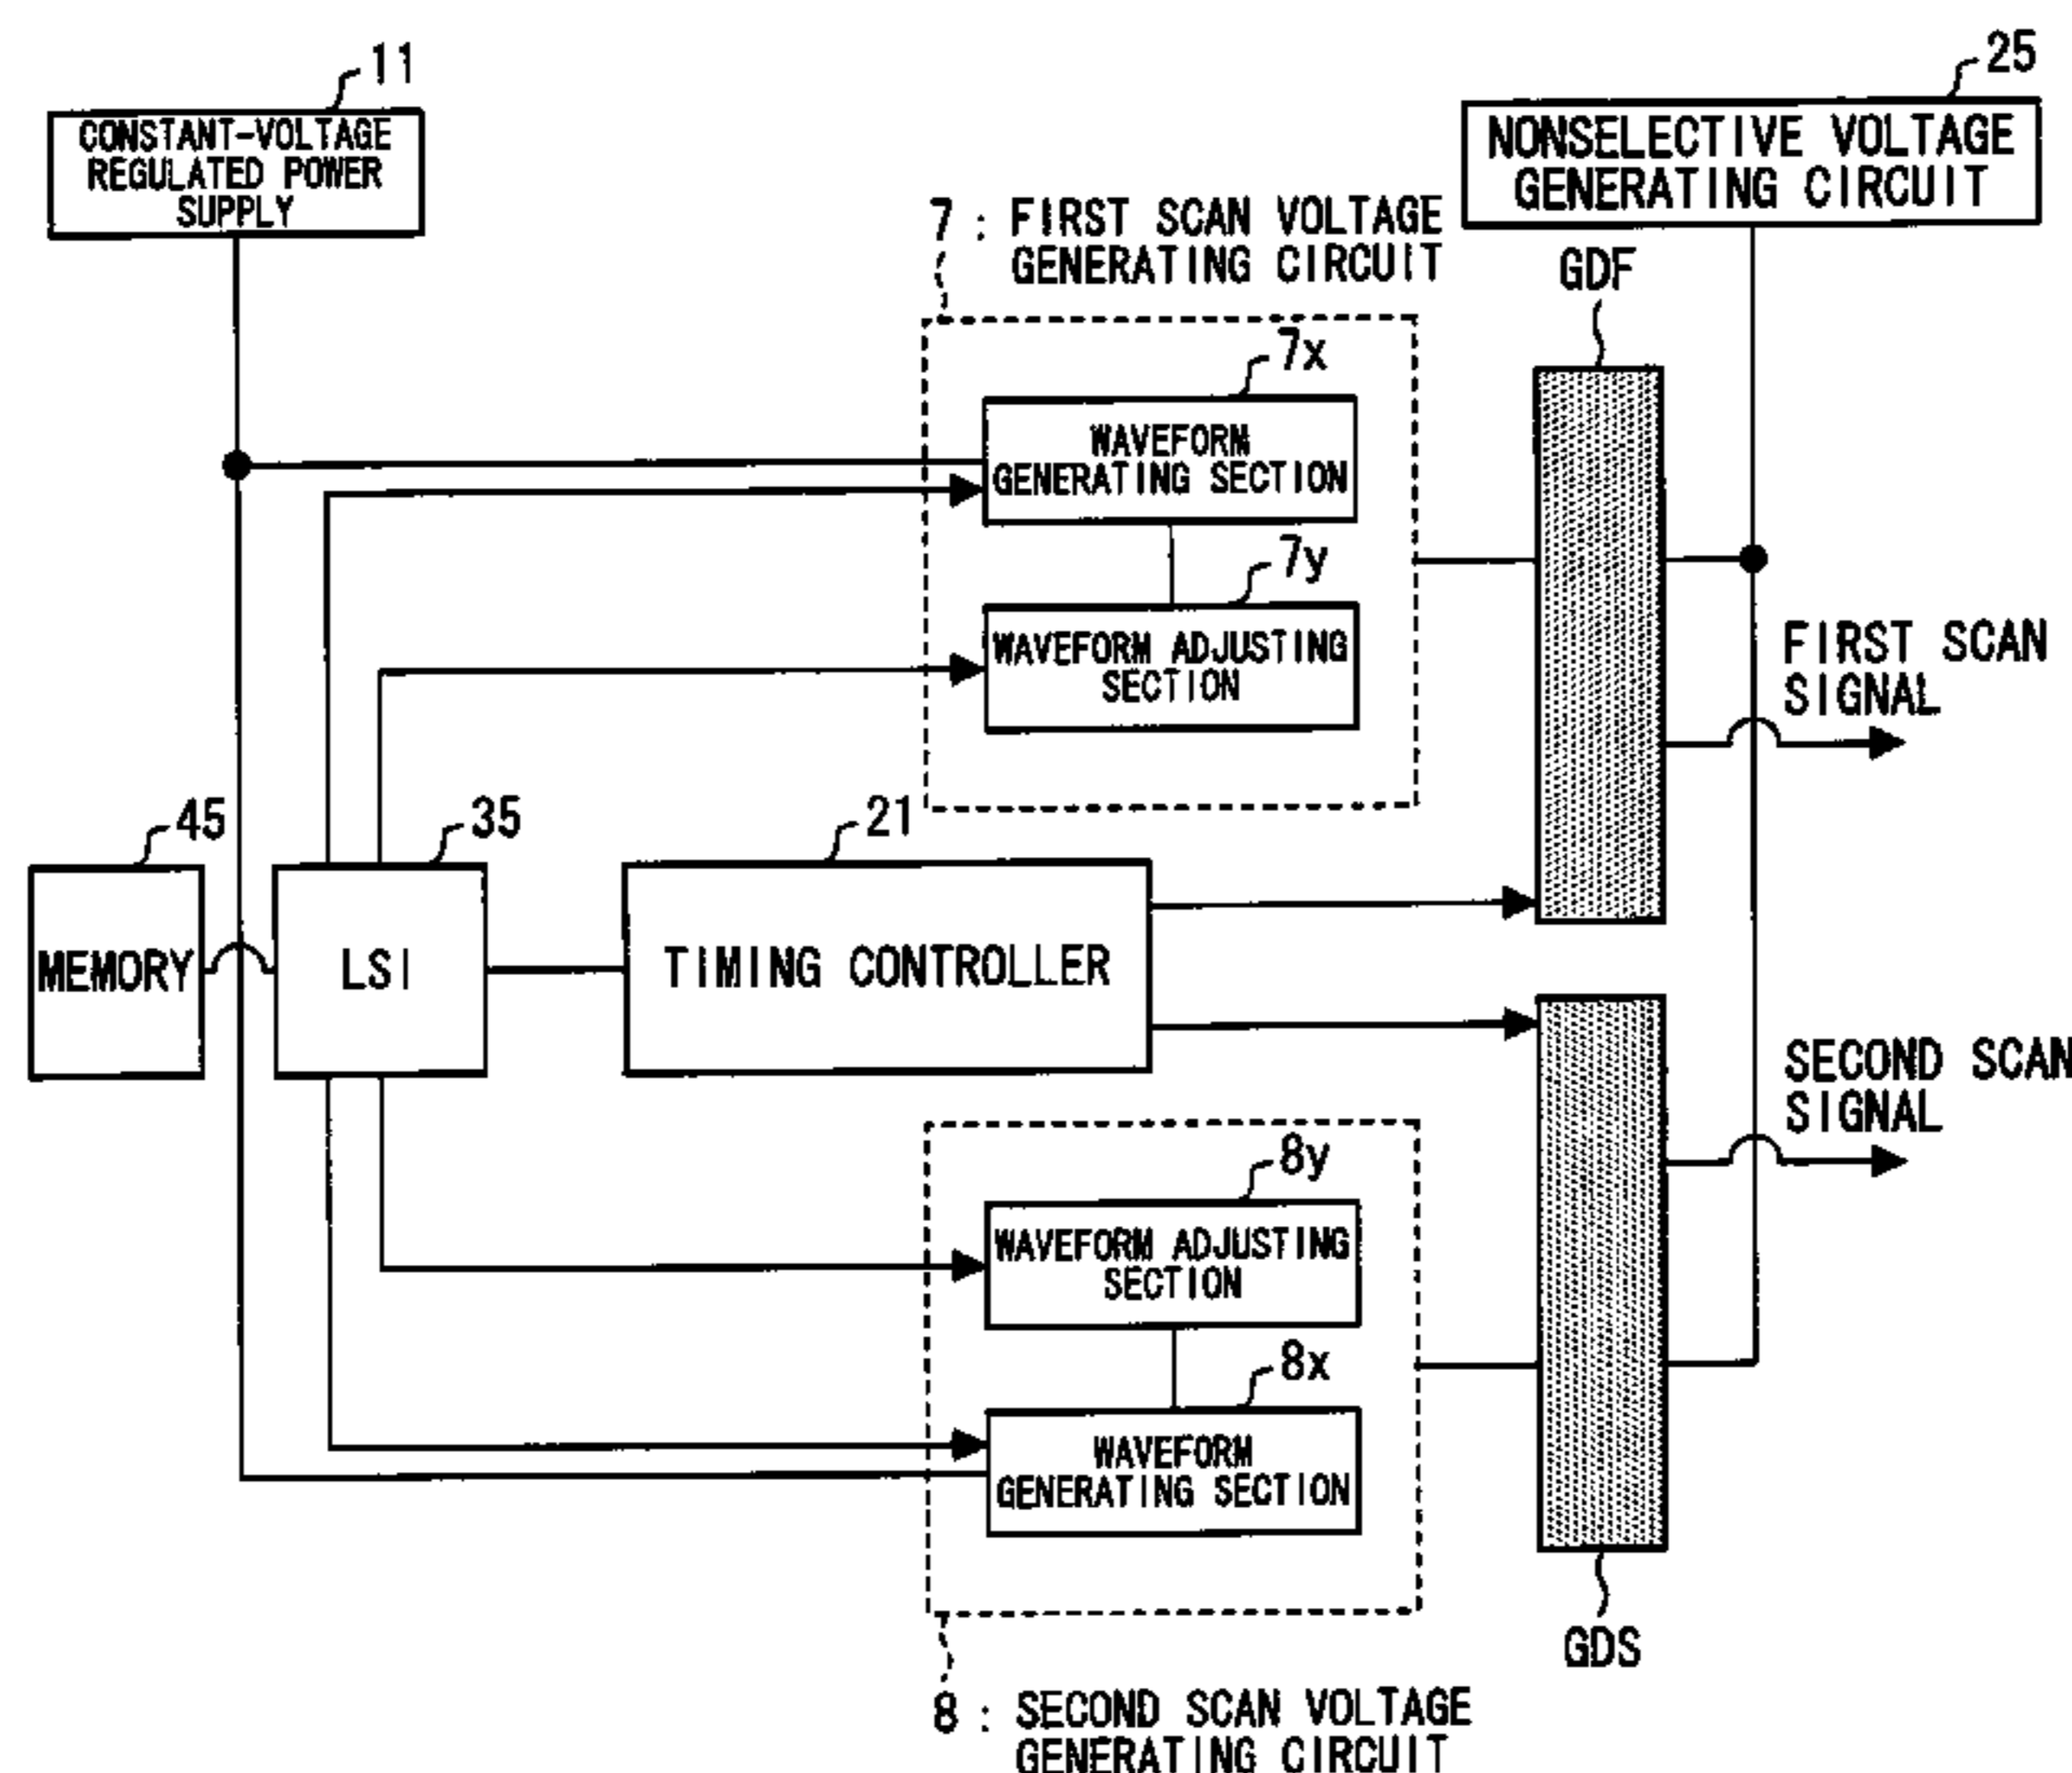 11
CONSTANT-VOLTAGE
REGULATED POWER
SUPPLY
25
NONSELECTIVE VOLTAGE
GENERATING CIRCUIT
7 : FIRST SCAN VOLTAGE
GENERATING CIRCUIT
GDF
7x
WAVEFORM
GENERATING SECTION
7y
WAVEFORM ADJUSTING
SECTION
FIRST SCAN
SIGNAL
45
MEMORY
35
LSI
21
TIMING CONTROLLER
SECOND SCAN
SIGNAL
8y
WAVEFORM ADJUSTING
SECTION
8x
WAVEFORM
GENERATING SECTION
GDS
8 : SECOND SCAN VOLTAGE
GENERATING CIRCUIT